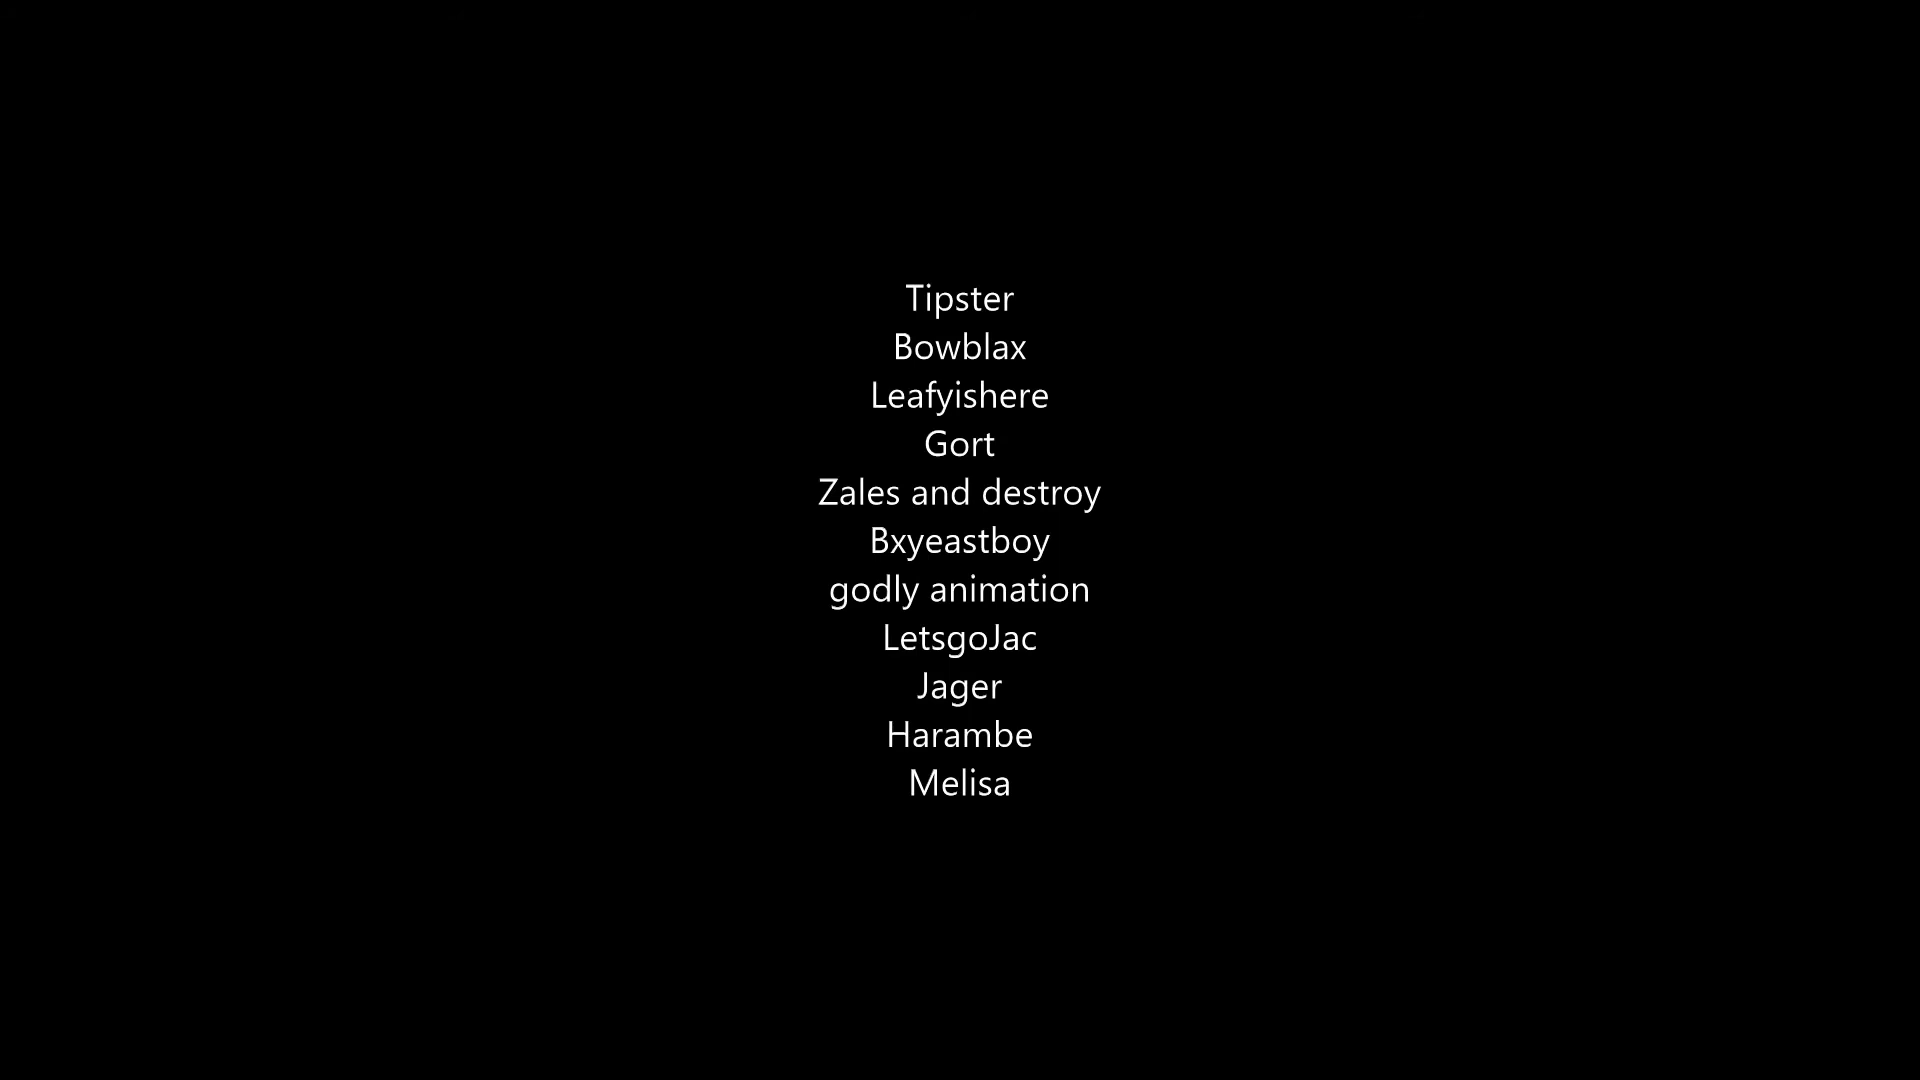 Tipster
Bowblax
Leafyishere
Gort
Zales and destroy
Bxyeastboy
godly animation
LetsgoJac
Jager
Harambe
Melisa